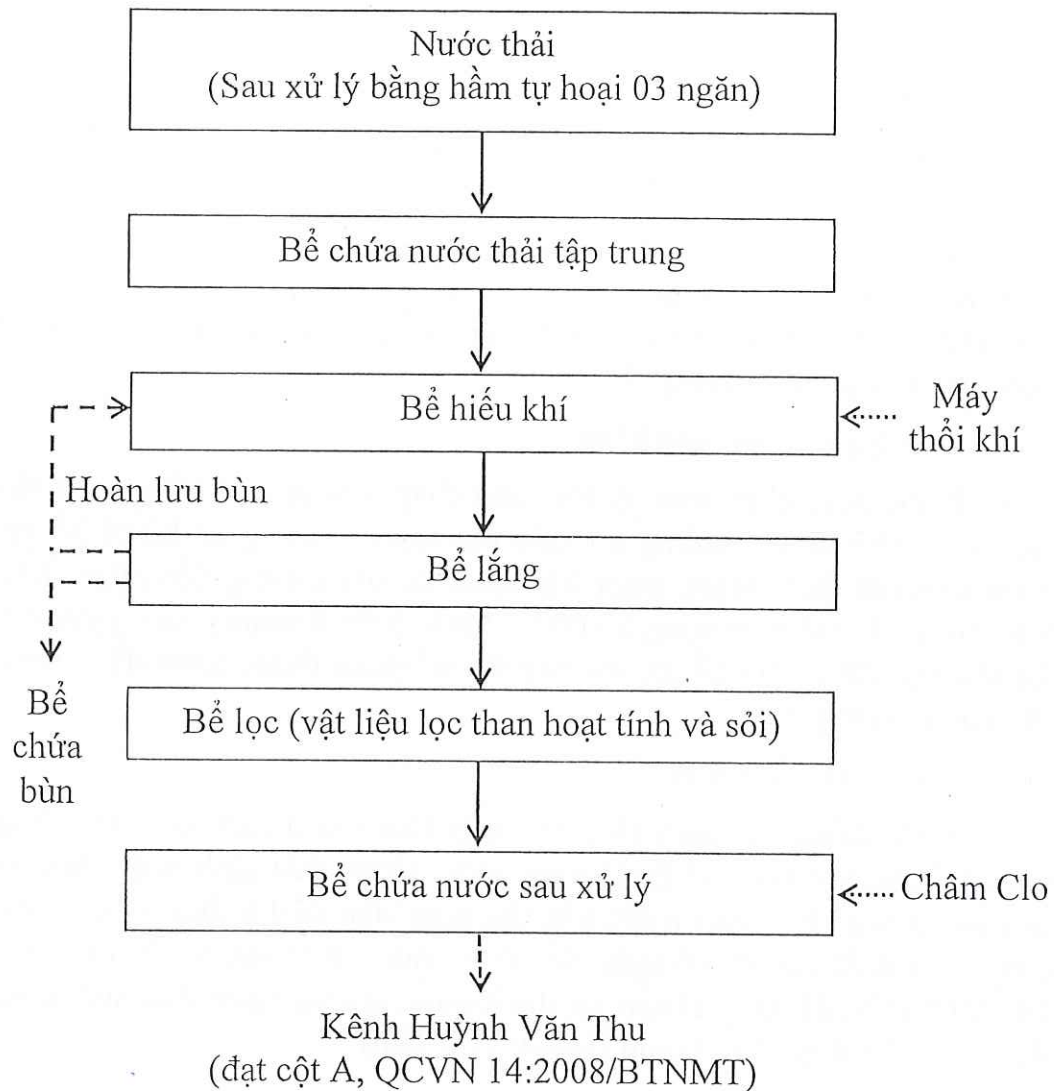 Nước thải
(Sau xử lý bằng hầm tự hoại 03 ngăn)
Bể chứa nước thải tập trung
Bể hiếu khí
Máy
thổi khí
Hoàn lưu bùn
Bể lắng
Bể
chứa
bùn
Bể lọc (vật liệu lọc than hoạt tính và sỏi)
Bể chứa nước sau xử lý
Châm Clo
Kênh Huỳnh Văn Thu
(đạt cột A, QCVN 14:2008/BTNMT)